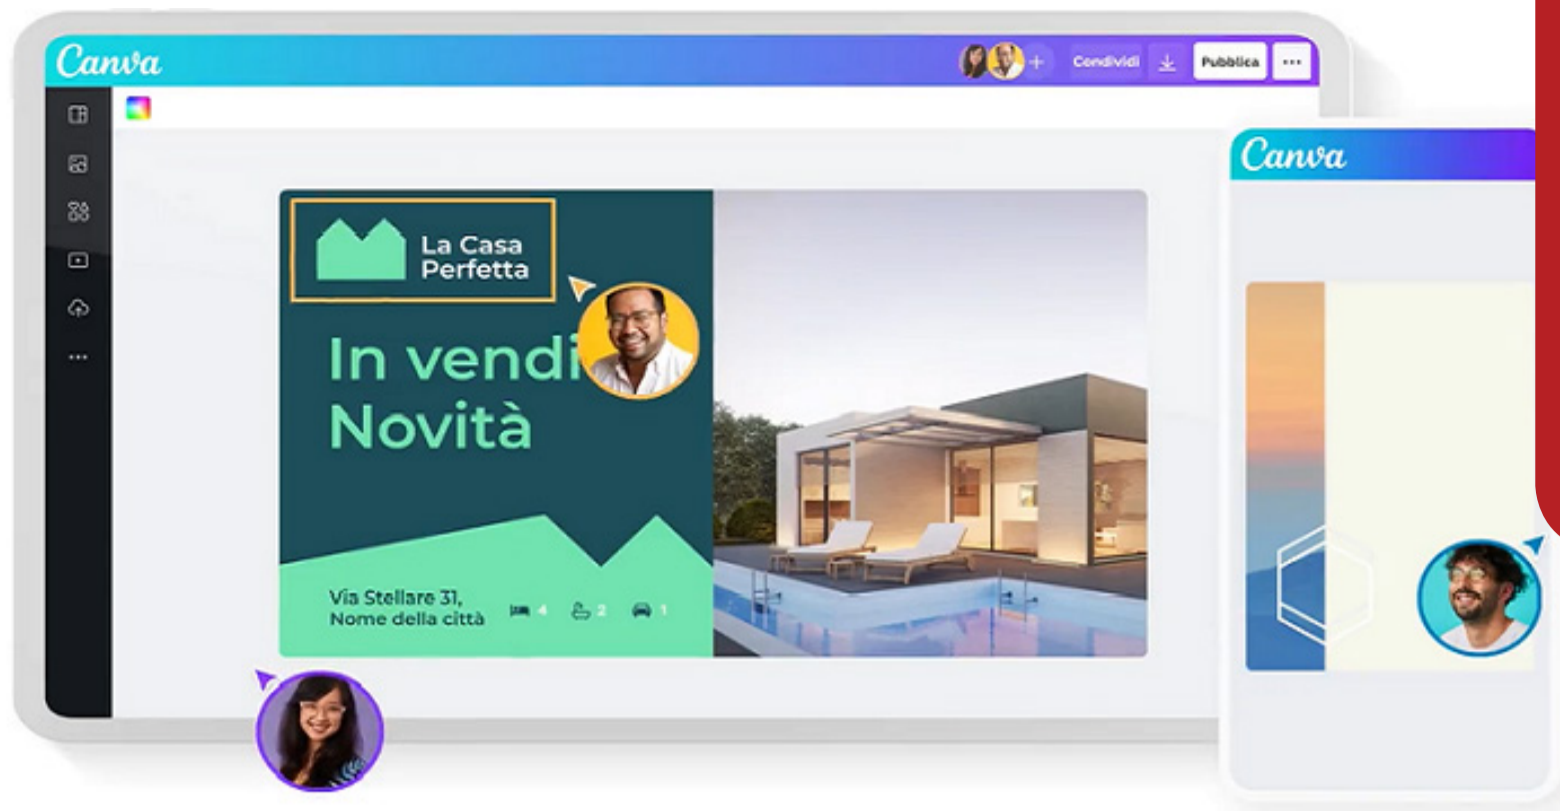 Canva
Condividi
Pubblica
Canva
La Casa
Perfetta
In vendi
Novità
Via Stellare 31,
Nome della città
4 2 1